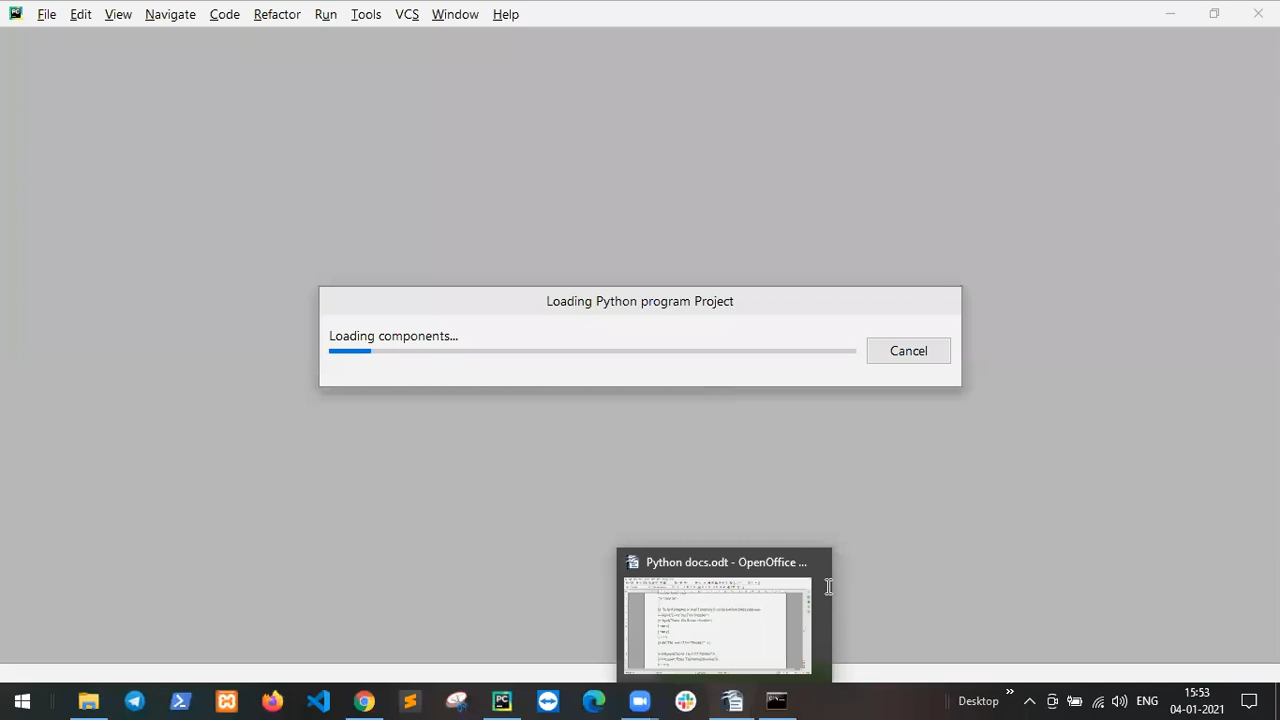 File Edit View Navigate Code Refactor Run Tools VCS Window Help
Loading Python program Project
Loading components...
Cancel
Python docs.odt - OpenOffice ...
Desktop
ENG
15:55
04-01-2021